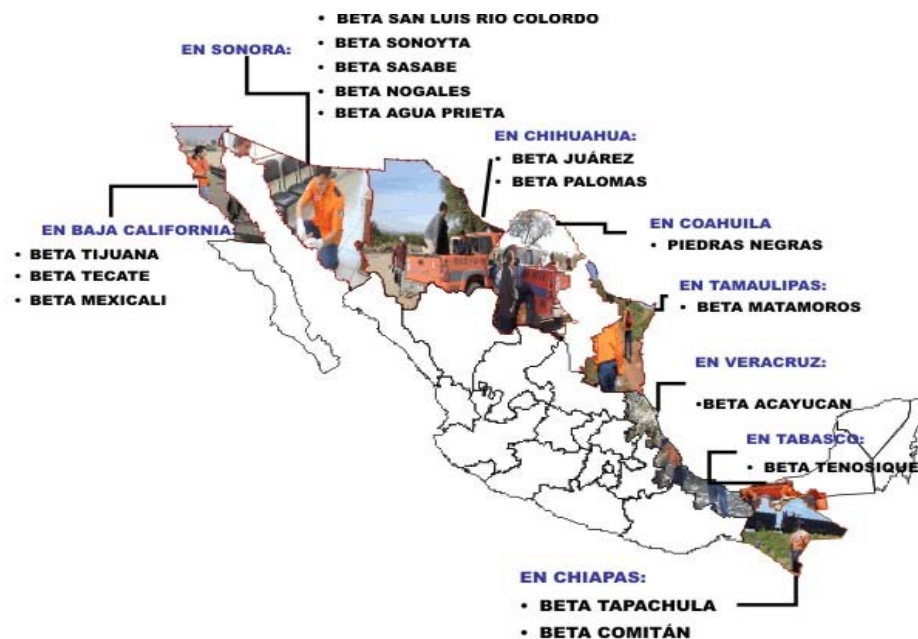 • BETA SAN LUIS RIO COLORDO
EN SONORA:
• BETA SONOYTA
• BETA SASABE
• BETA NOGALES
• BETA AGUA PRIETA
EN CHIHUAHUA:
• BETA JUÁREZ
• BETA PALOMAS
EN BAJA CALIFORNIA:
• BETA TIJUANA
• BETA TECATE
• BETA MEXICALI
EN COAHUILA
• PIEDRAS NEGRAS
EN TAMAULIPAS:
• BETA MATAMOROS
EN VERACRUZ:
•BETA ACAYUCAN
EN TABASCO:
• BETA TENOSIQUE
EN CHIAPAS:
• BETA TAPACHULA
• BETA COMITÁN